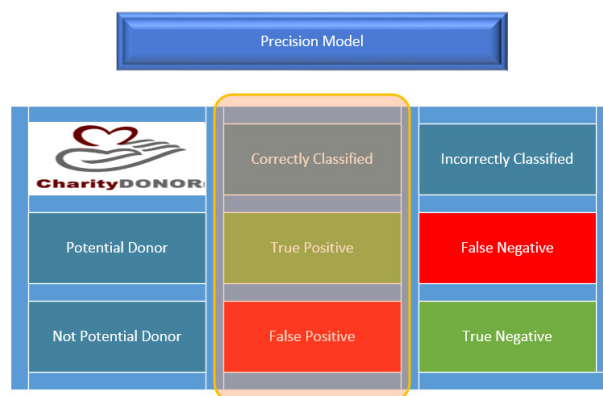 Precision Model
CharityDONOR
Correctly Classified
Incorrectly Classified
Potential Donor
True Positive
False Negative
Not Potential Donor
False Positive
True Negative